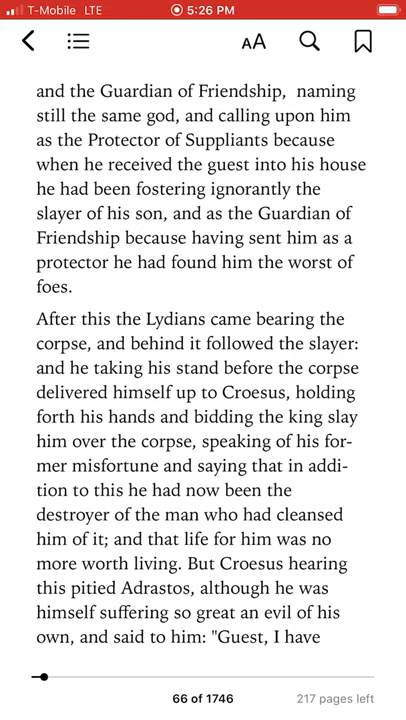 T-Mobile LTE 5:26 PM
AA
and the Guardian of Friendship, naming
still the same god, and calling upon him
as the Protector of Suppliants because
when he received the guest into his house
he had been fostering ignorantly the
slayer of his son, and as the Guardian of
Friendship because having sent him as a
protector he had found him the worst of
foes.
After this the Lydians came bearing the
corpse, and behind it followed the slayer:
and he taking his stand before the corpse
delivered himself up to Croesus, holding
forth his hands and bidding the king slay
him over the corpse, speaking of his for-
mer misfortune and saying that in addi-
tion to this he had now been the
destroyer of the man who had cleansed
him of it; and that life for him was no
more worth living. But Croesus hearing
this pitied Adrastos, although he was
himself suffering so great an evil of his
own, and said to him: "Guest, I have
66 of 1746 217 pages left